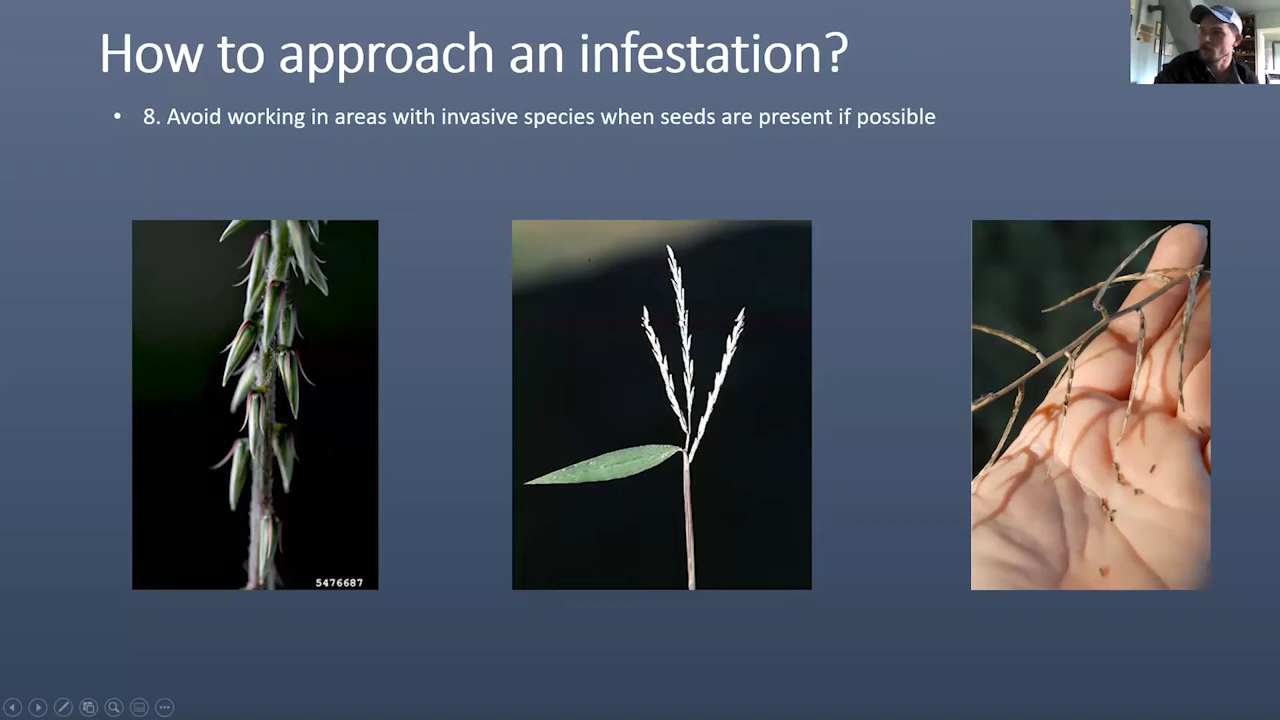 How to approach an infestation?
• 8. Avoid working in areas with invasive species when seeds are present if possible
5476687